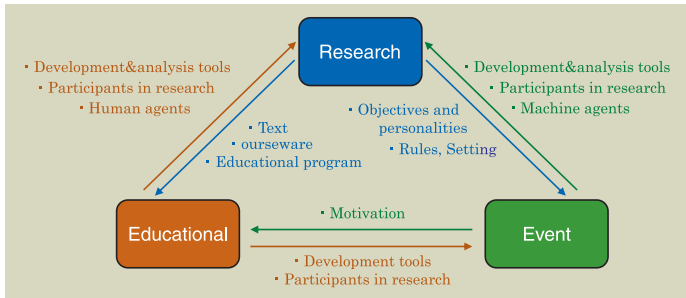 Research
▪ Development&analysis tools
▪ Participants in research
▪ Human agents
▪ Development&analysis tools
▪ Participants in research
▪ Machine agents
▪ Text
▪ ourseware
▪ Educational program
▪ Objectives and
personalities
▪ Rules, Setting
Educational
▪ Motivation
Event
▪ Development tools
▪ Participants in research